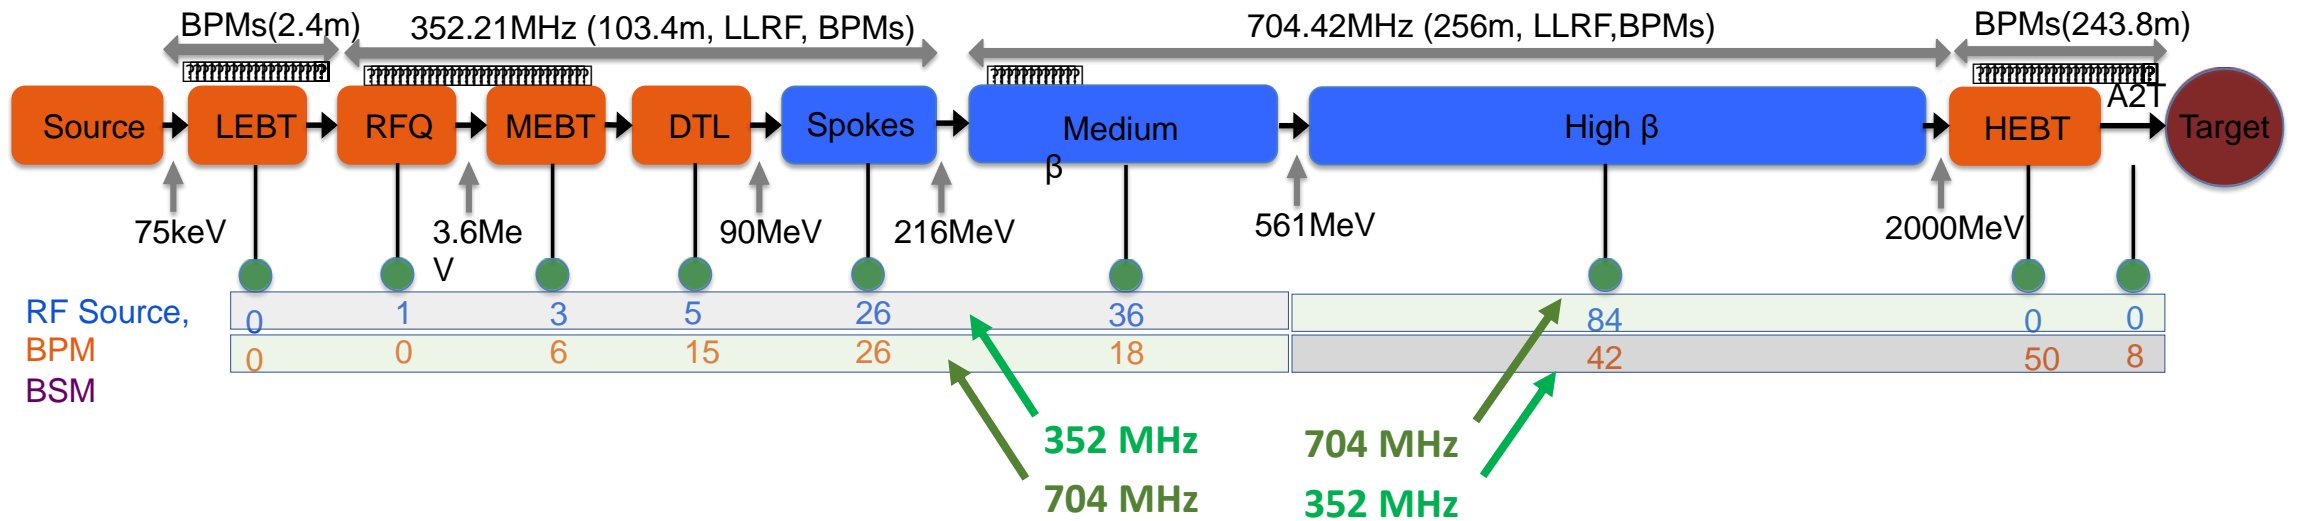 BPMs(2.4m)
352.21MHz (103.4m, LLRF, BPMs)
704.42MHz (256m, LLRF,BPMs)
BPMs(243.8m)
A2T
Source
LEBT
RFQ
MEBT
DTL
Spokes
Medium
β
High β
HEBT
Target
75keV
3.6Me
V
90MeV
216MeV
561MeV
2000MeV
RF Source,
0 1 3 5 26 36 84 0 0
BPM
0 0 6 15 26 18 42 50 8
BSM
352 MHz
704 MHz
704 MHz
352 MHz